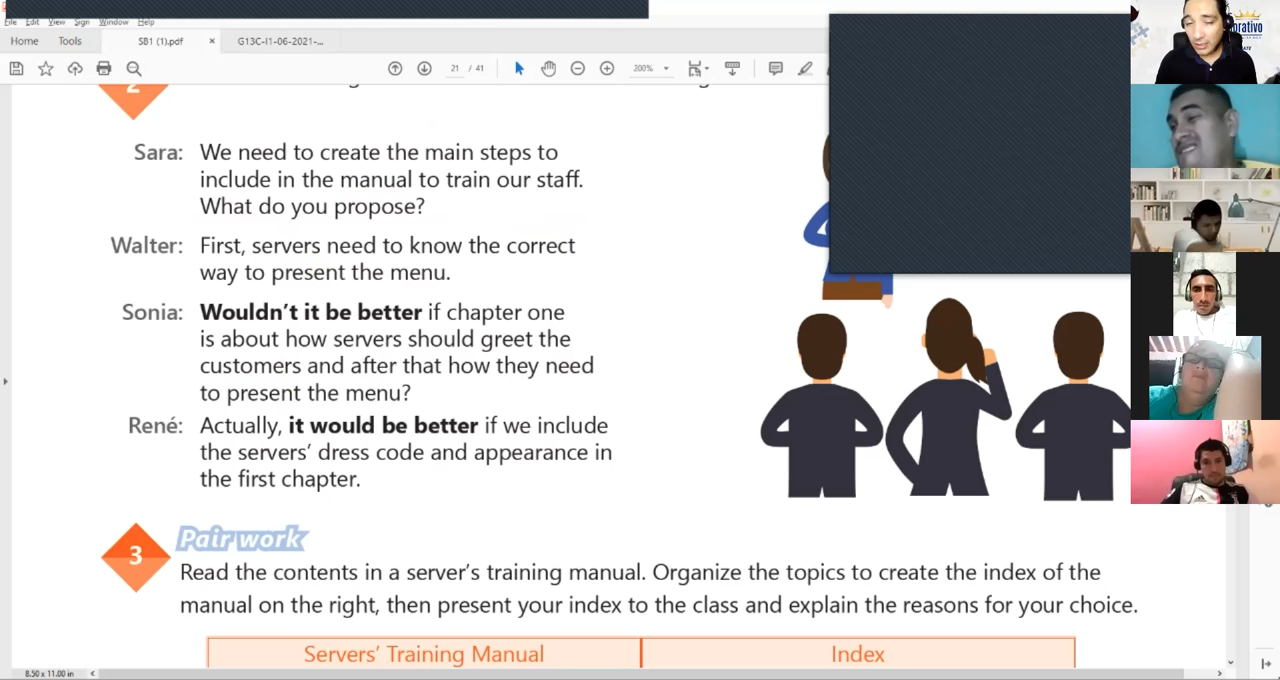 File Edit View Sign Window Help
Home Tools SB1 (1).pdf × G13C-I1-06-2021-...
21 / 41 200%
2
Sara: We need to create the main steps to
include in the manual to train our staff.
What do you propose?
Walter: First, servers need to know the correct
way to present the menu.
Sonia: Wouldn't it be better if chapter one
is about how servers should greet the
customers and after that how they need
to present the menu?
René: Actually, it would be better if we include
the servers' dress code and appearance in
the first chapter.
3
Pair work
Read the contents in a server's training manual. Organize the topics to create the index of the
manual on the right, then present your index to the class and explain the reasons for your choice.
Servers' Training Manual Index
8.50 x 11.00 in